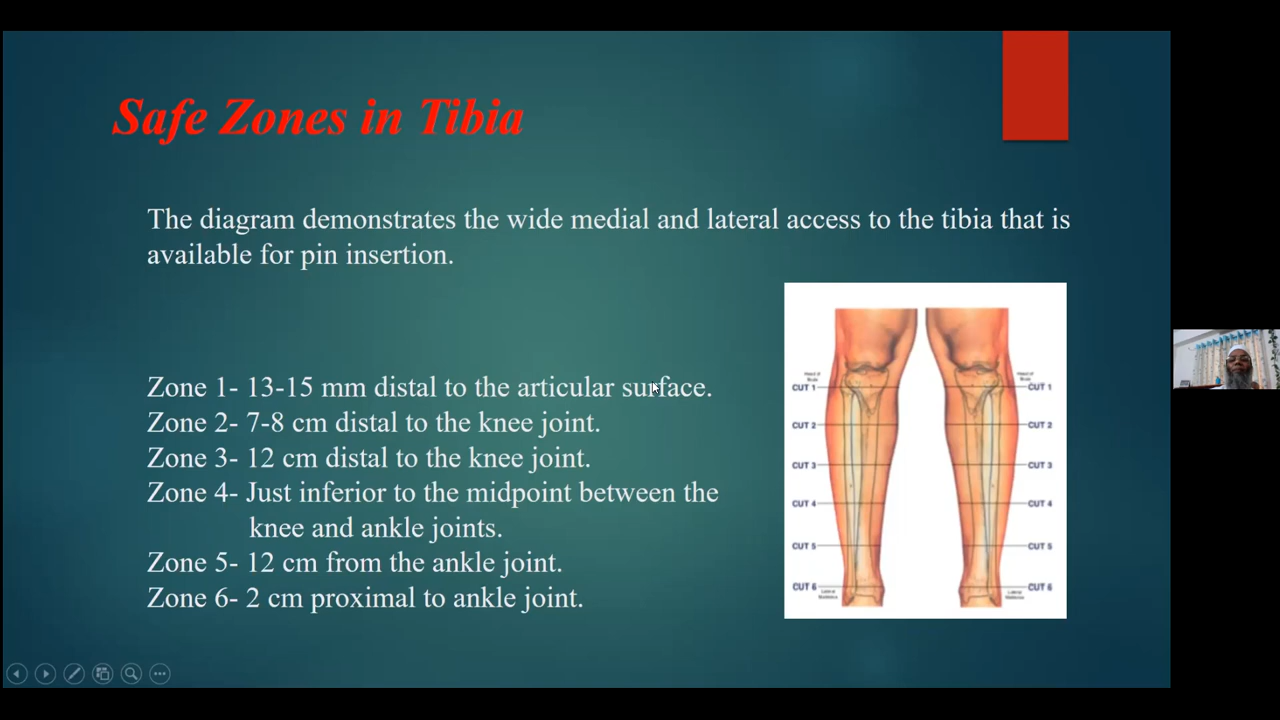 Safe Zones in Tibia
The diagram demonstrates the wide medial and lateral access to the tibia that is
available for pin insertion.
Zone 1- 13-15 mm distal to the articular surface.
Zone 2- 7-8 cm distal to the knee joint.
Zone 3- 12 cm distal to the knee joint.
Zone 4- Just inferior to the midpoint between the
knee and ankle joints.
Zone 5- 12 cm from the ankle joint.
Zone 6- 2 cm proximal to ankle joint.
CUT 1
CUT 2
CUT 3
CUT 4
CUT 5
CUT 6
CUT 1
CUT 2
CUT 3
CUT 4
CUT 5
CUT 6